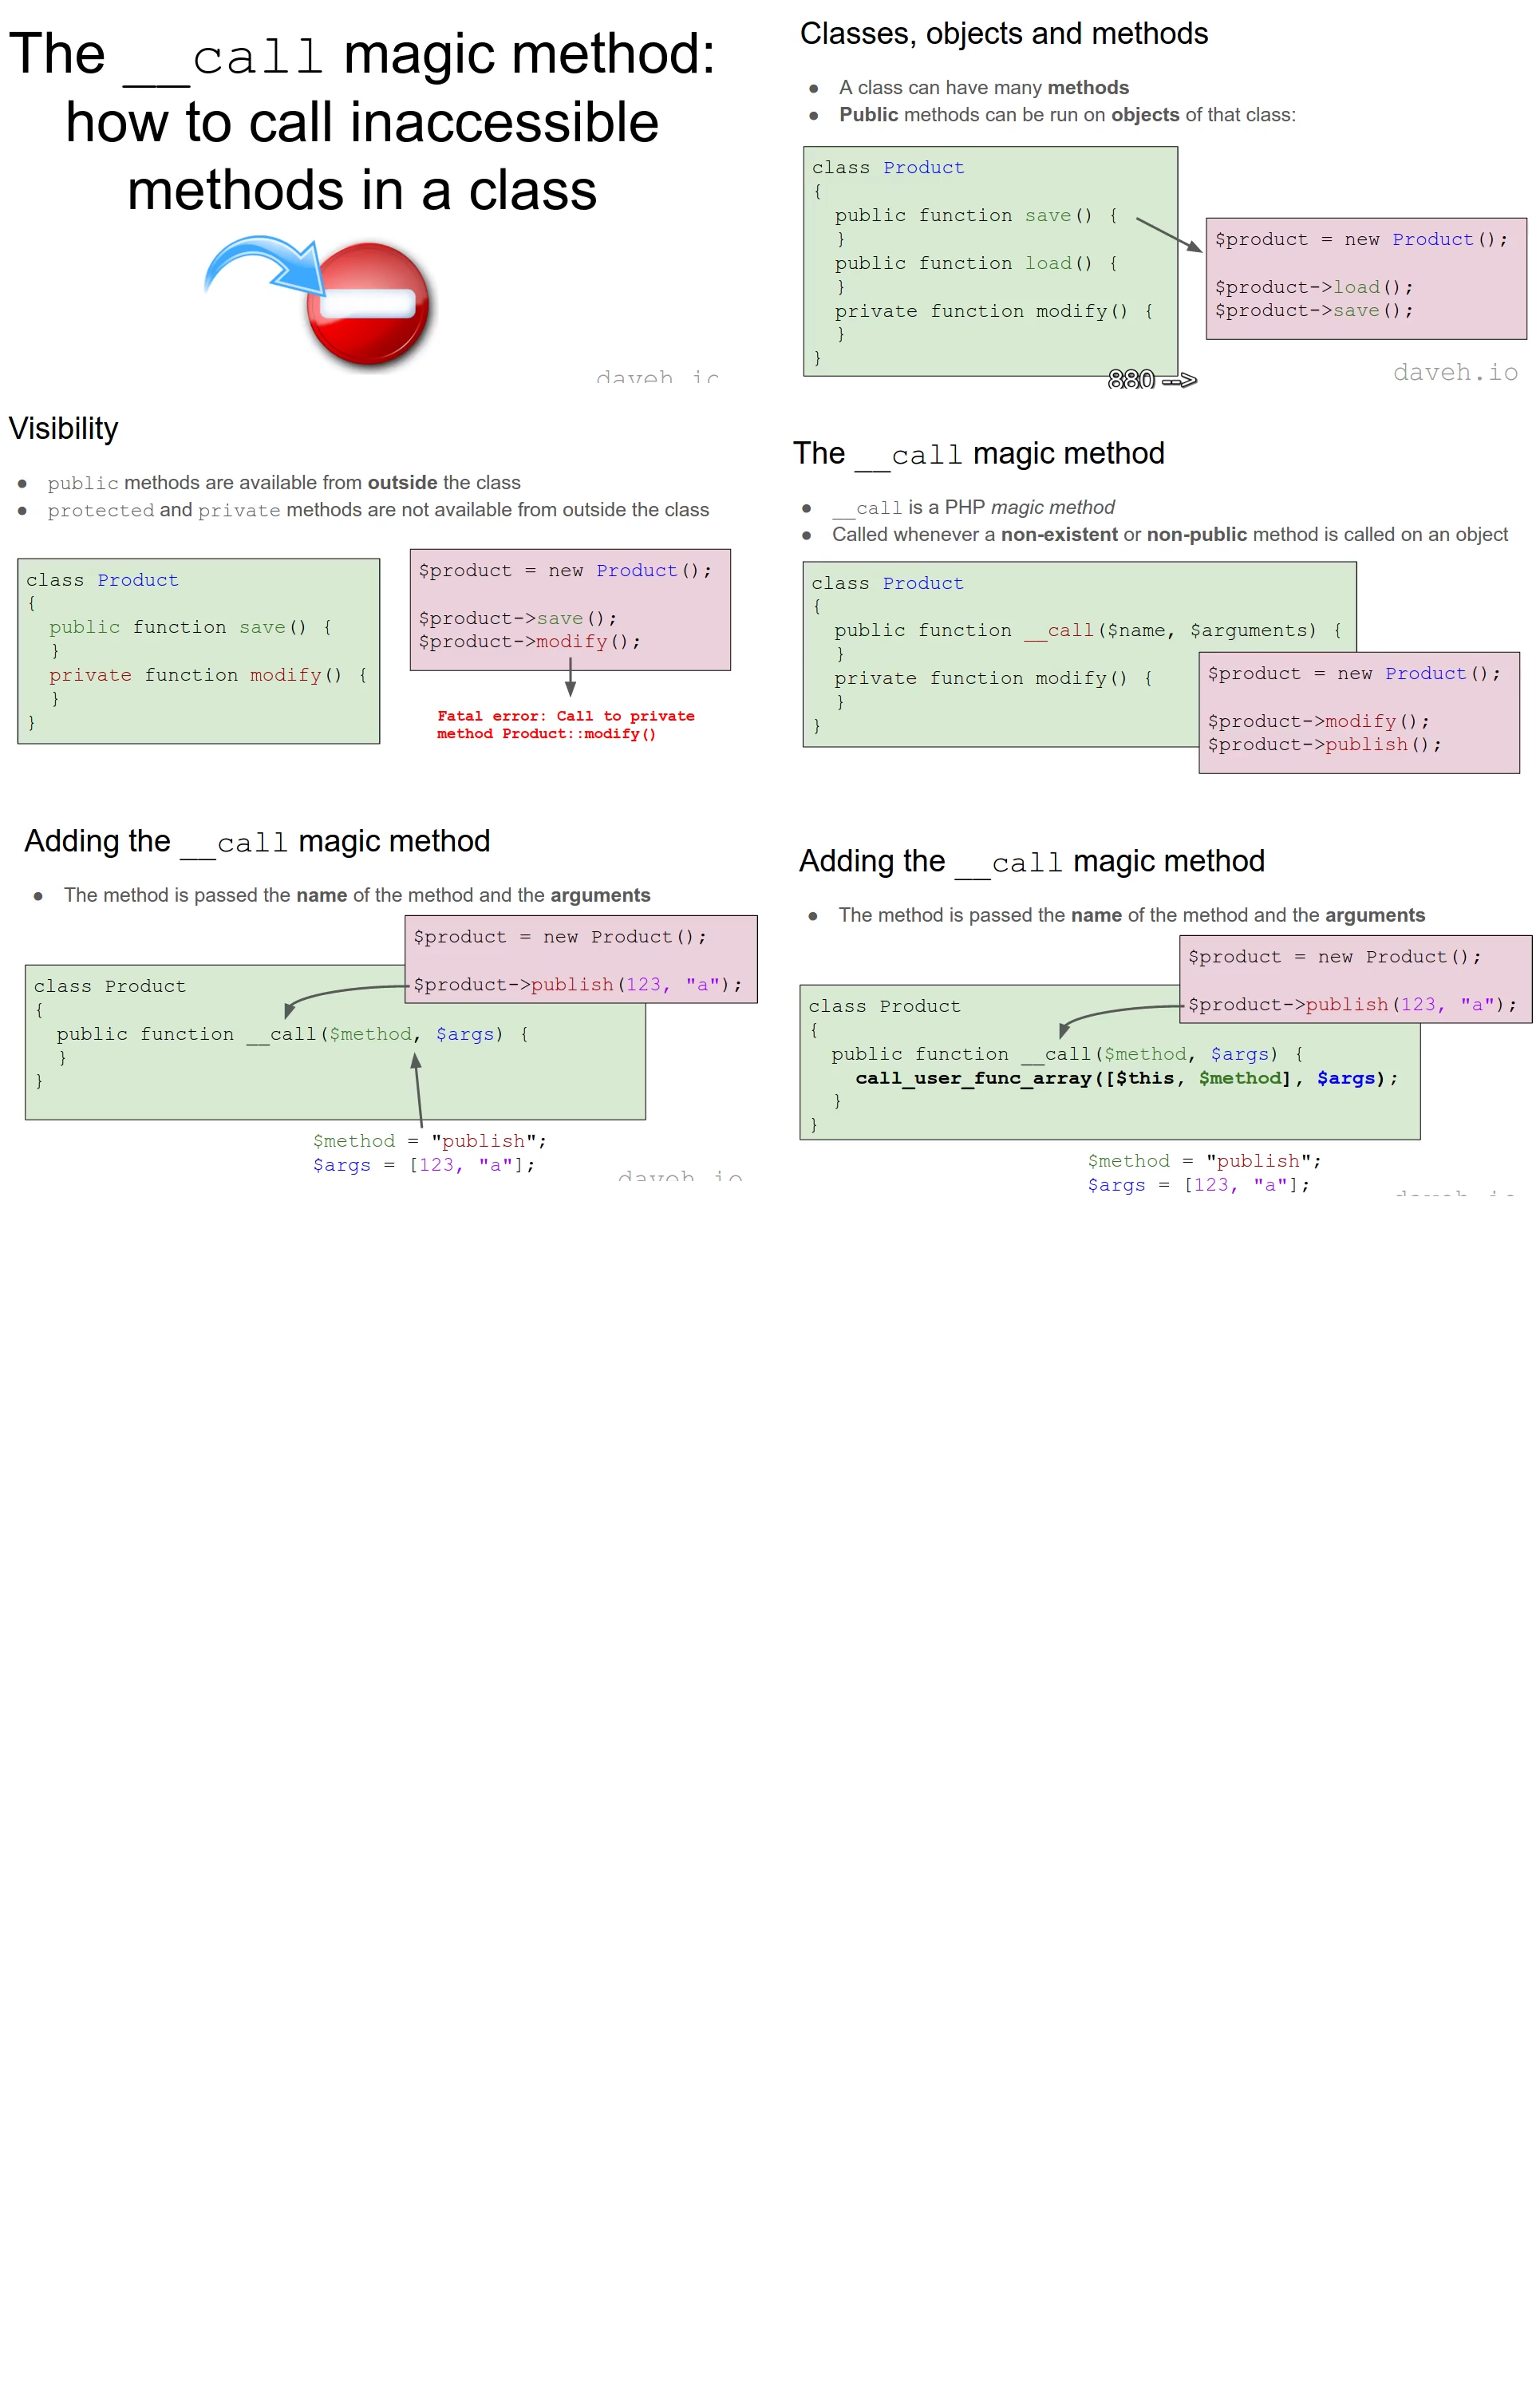 The __call magic method:
how to call inaccessible
methods in a class
daveh.io
Classes, objects and methods
● A class can have many methods
● Public methods can be run on objects of that class:
class Product
{
public function save() {
}
public function load() {
}
private function modify() {
}
}
$product = new Product();
$product->load();
$product->save();
880 -->
daveh.io
Visibility
● public methods are available from outside the class
● protected and private methods are not available from outside the class
class Product
{
public function save() {
}
private function modify() {
}
}
$product = new Product();
$product->save();
$product->modify();
Fatal error: Call to private
method Product::modify()
The __call magic method
● __call is a PHP magic method
● Called whenever a non-existent or non-public method is called on an object
class Product
{
public function __call($name, $arguments) {
}
private function modify() {
}
}
$product = new Product();
$product->modify();
$product->publish();
Adding the __call magic method
● The method is passed the name of the method and the arguments
$product = new Product();
$product->publish(123, "a");
class Product
{
public function __call($method, $args) {
}
}
$method = "publish";
$args = [123, "a"];
daveh.io
Adding the __call magic method
● The method is passed the name of the method and the arguments
$product = new Product();
$product->publish(123, "a");
class Product
{
public function __call($method, $args) {
call_user_func_array([$this, $method], $args);
}
}
$method = "publish";
$args = [123, "a"];